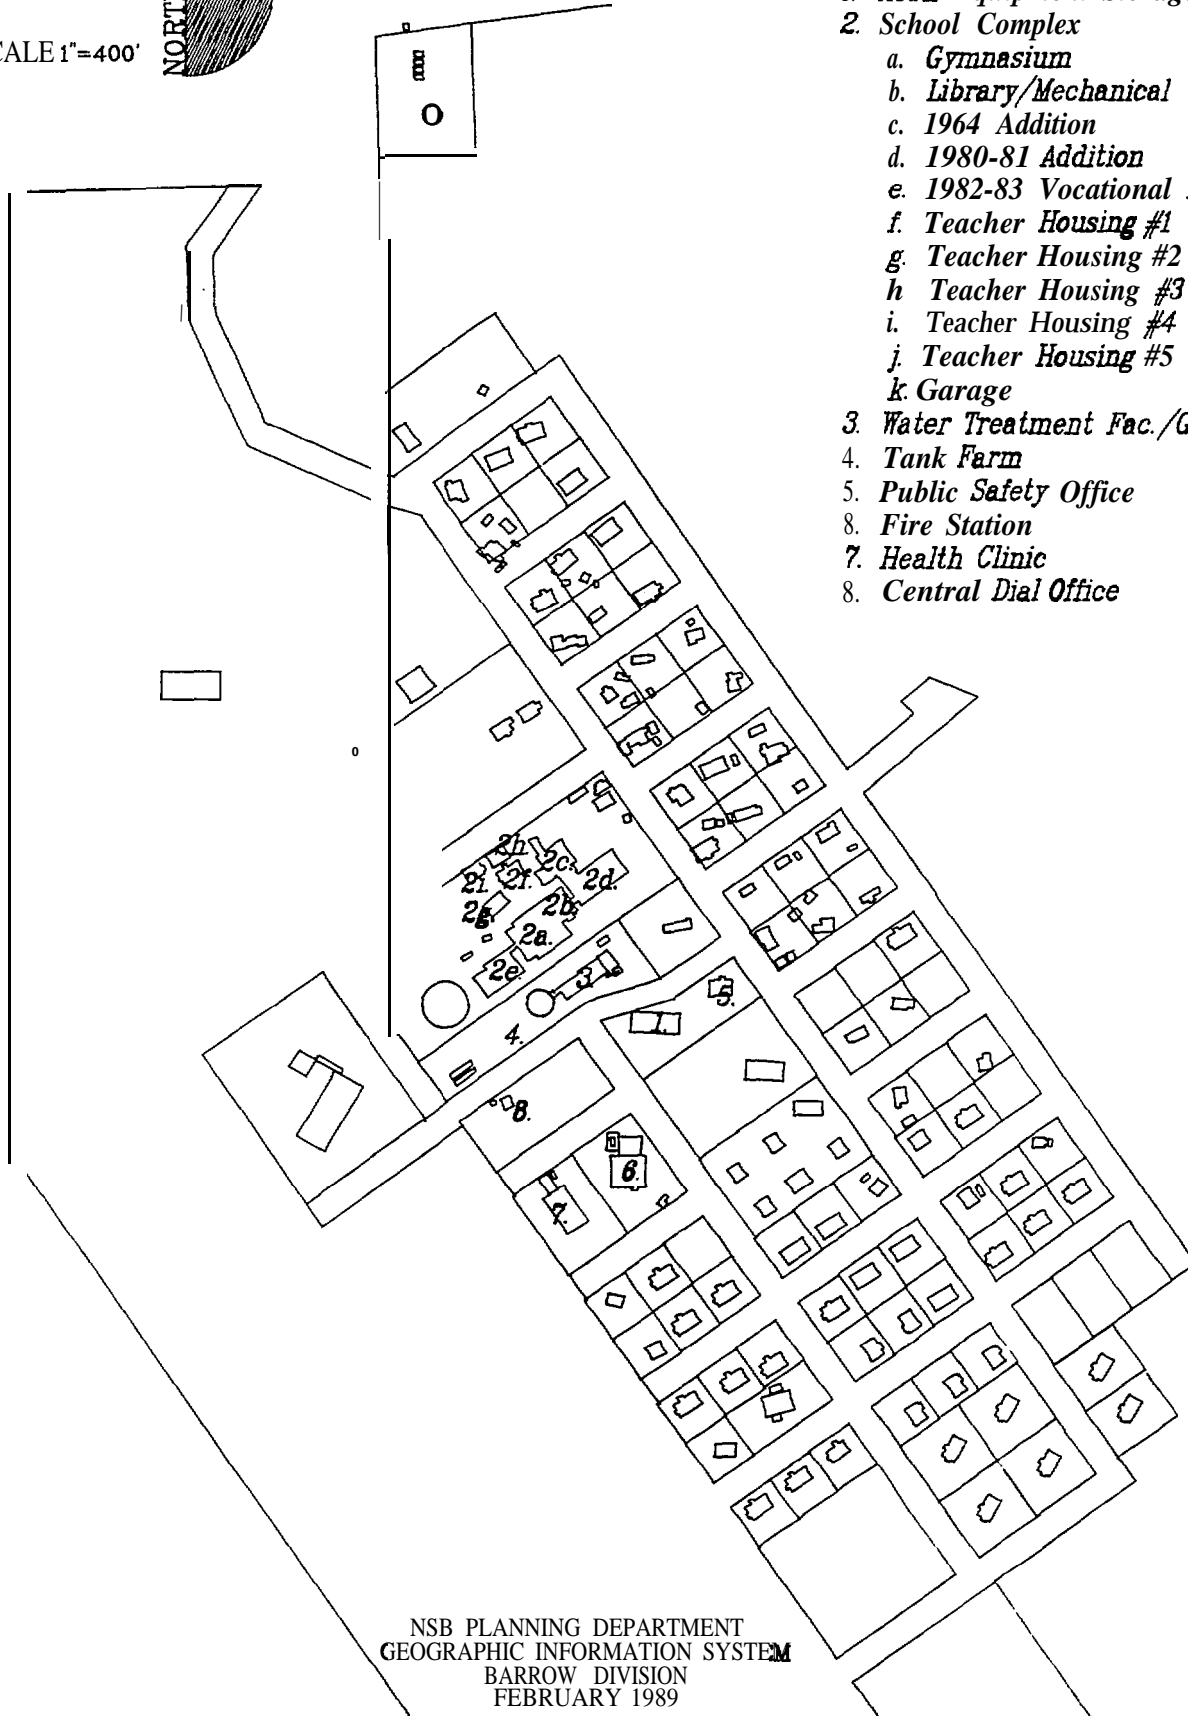 2. School Complex
CALE 1"=400'
NORT
a. Gymnasium
b. Library/Mechanical
c. 1964 Addition
d. 1980-81 Addition
e. 1982-83 Vocational
f. Teacher Housing #1
g. Teacher Housing #2
h Teacher Housing #3
i. Teacher Housing #4
j. Teacher Housing #5
k. Garage
3. Water Treatment Fac./G
4. Tank Farm
5. Public Safety Office
8. Fire Station
7. Health Clinic
8. Central Dial Office
O
o
2h.
2c.
2i.
2f.
2d.
2g.
2b.
2a.
2e.
3.
5.
1.
4.
8.
6.
7.
NSB PLANNING DEPARTMENT
GEOGRAPHIC INFORMATION SYSTEM
BARROW DIVISION
FEBRUARY 1989